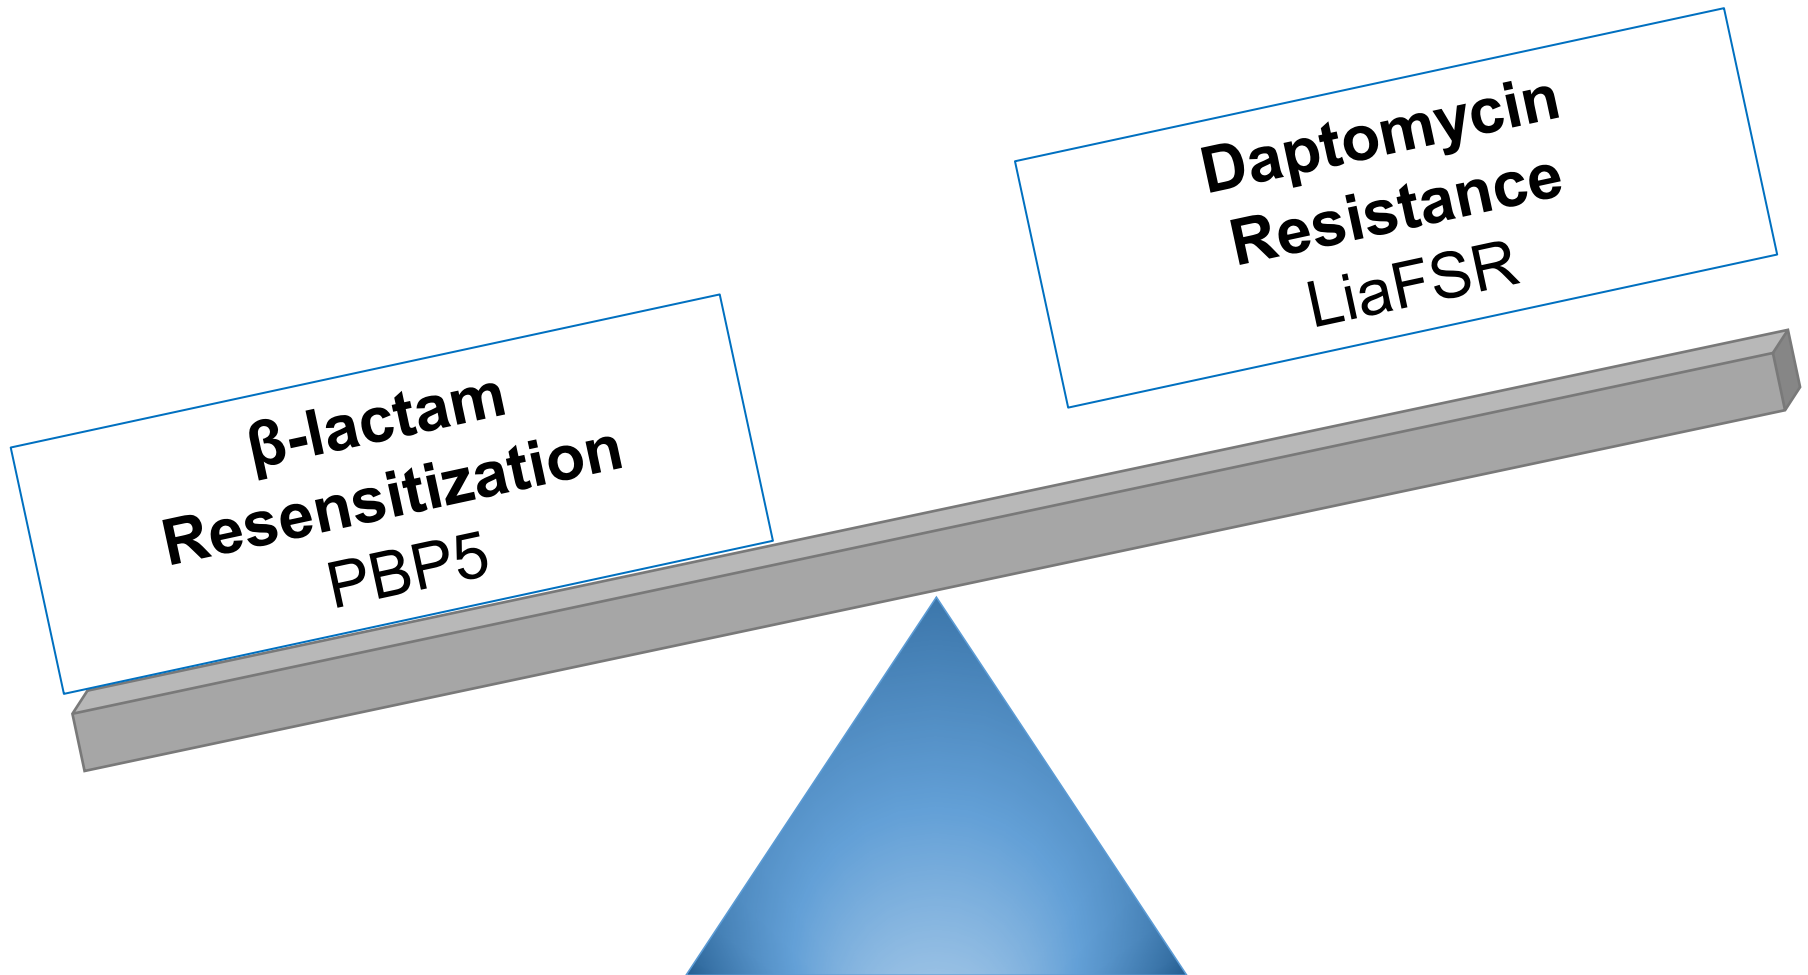 β-lactam
Resensitization
PBP5
Daptomycin
Resistance
LiaFSR